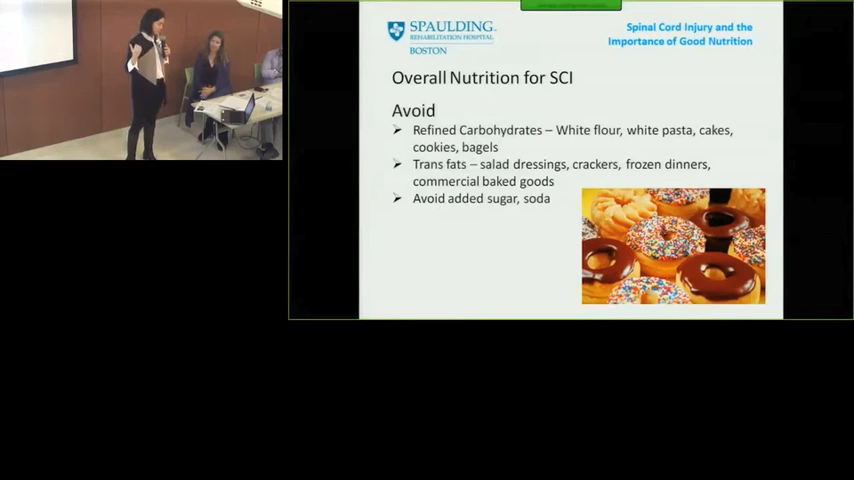 SPAULDING
REHABILITATION HOSPITAL
BOSTON
Spinal Cord Injury and the
Importance of Good Nutrition
Overall Nutrition for SCI
Avoid
➢ Refined Carbohydrates – White flour, white pasta, cakes,
cookies, bagels
➢ Trans fats – salad dressings, crackers, frozen dinners,
commercial baked goods
➢ Avoid added sugar, soda